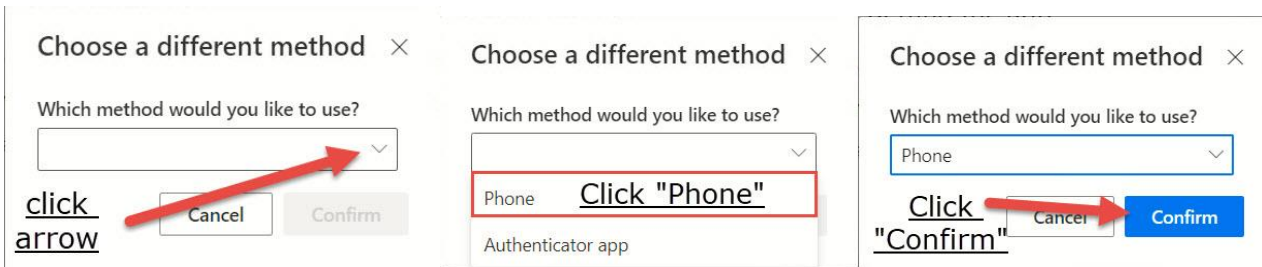 Choose a different method
Which method would you like to use?
click
arrow
Cancel
Confirm
Choose a different method
Which method would you like to use?
Phone
Click "Phone"
Authenticator app
Choose a different method
Which method would you like to use?
Phone
Click
"Confirm"
Cancel
Confirm